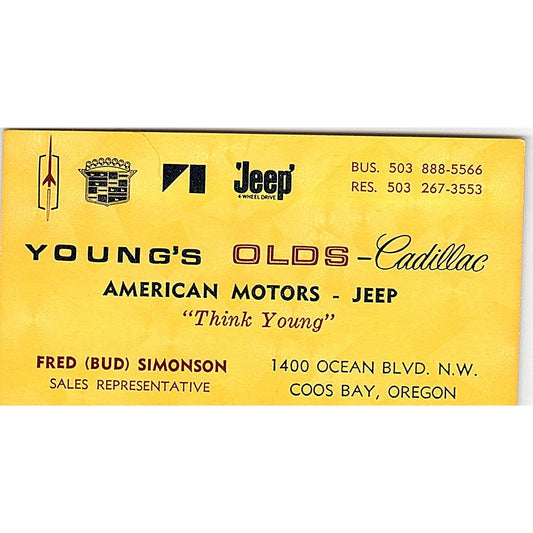 'Jeep'
4 WHEEL DRIVE
BUS. 503 888-5566
RES. 503 267-3553
YOUNG'S OLDS-Cadillac
AMERICAN MOTORS - JEEP
"Think Young"
FRED (BUD) SIMONSON
SALES REPRESENTATIVE
1400 OCEAN BLVD. N.W.
COOS BAY, OREGON